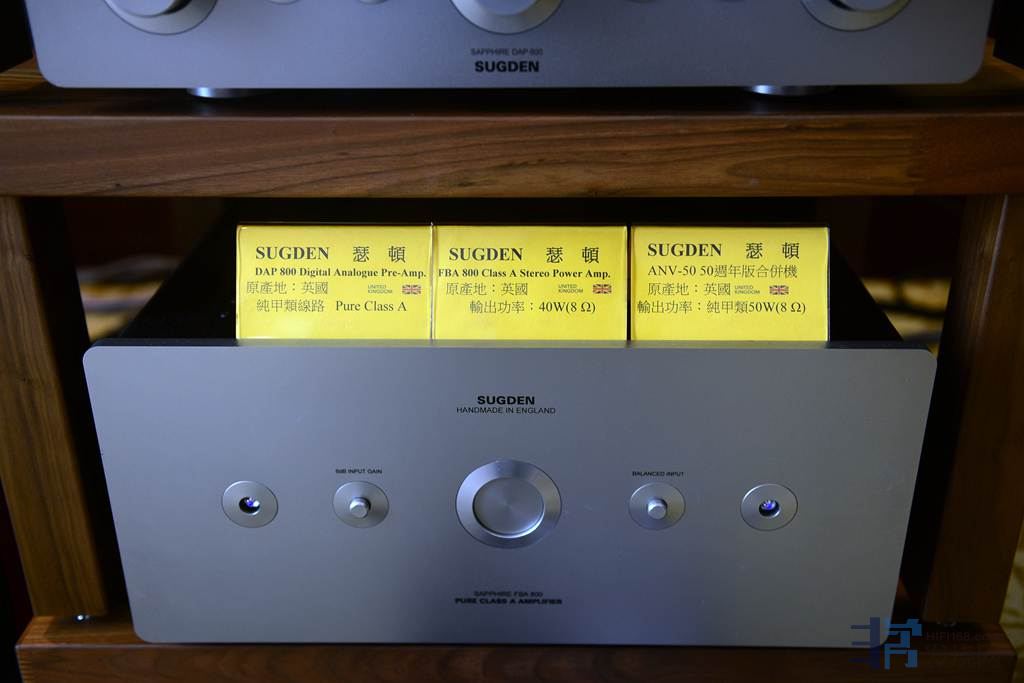 SAPPHIRE DAP 800
SUGDEN
SUGDEN 瑟頓
DAP 800 Digital Analogue Pre-Amp.
原產地：英國 UNITED KINGDOM
純甲類線路 Pure Class A
SUGDEN 瑟頓
FBA 800 Class A Stereo Power Amp.
原產地：英國 UNITED KINGDOM
輸出功率：40W(8 Ω)
SUGDEN 瑟頓
ANV-50 50週年版合併機
原產地：英國 UNITED KINGDOM
輸出功率：純甲類50W(8 Ω)
SUGDEN
HANDMADE IN ENGLAND
6dB INPUT GAIN
BALANCED INPUT
SAPPHIRE FBA 800
PURE CLASS A AMPLIFIER